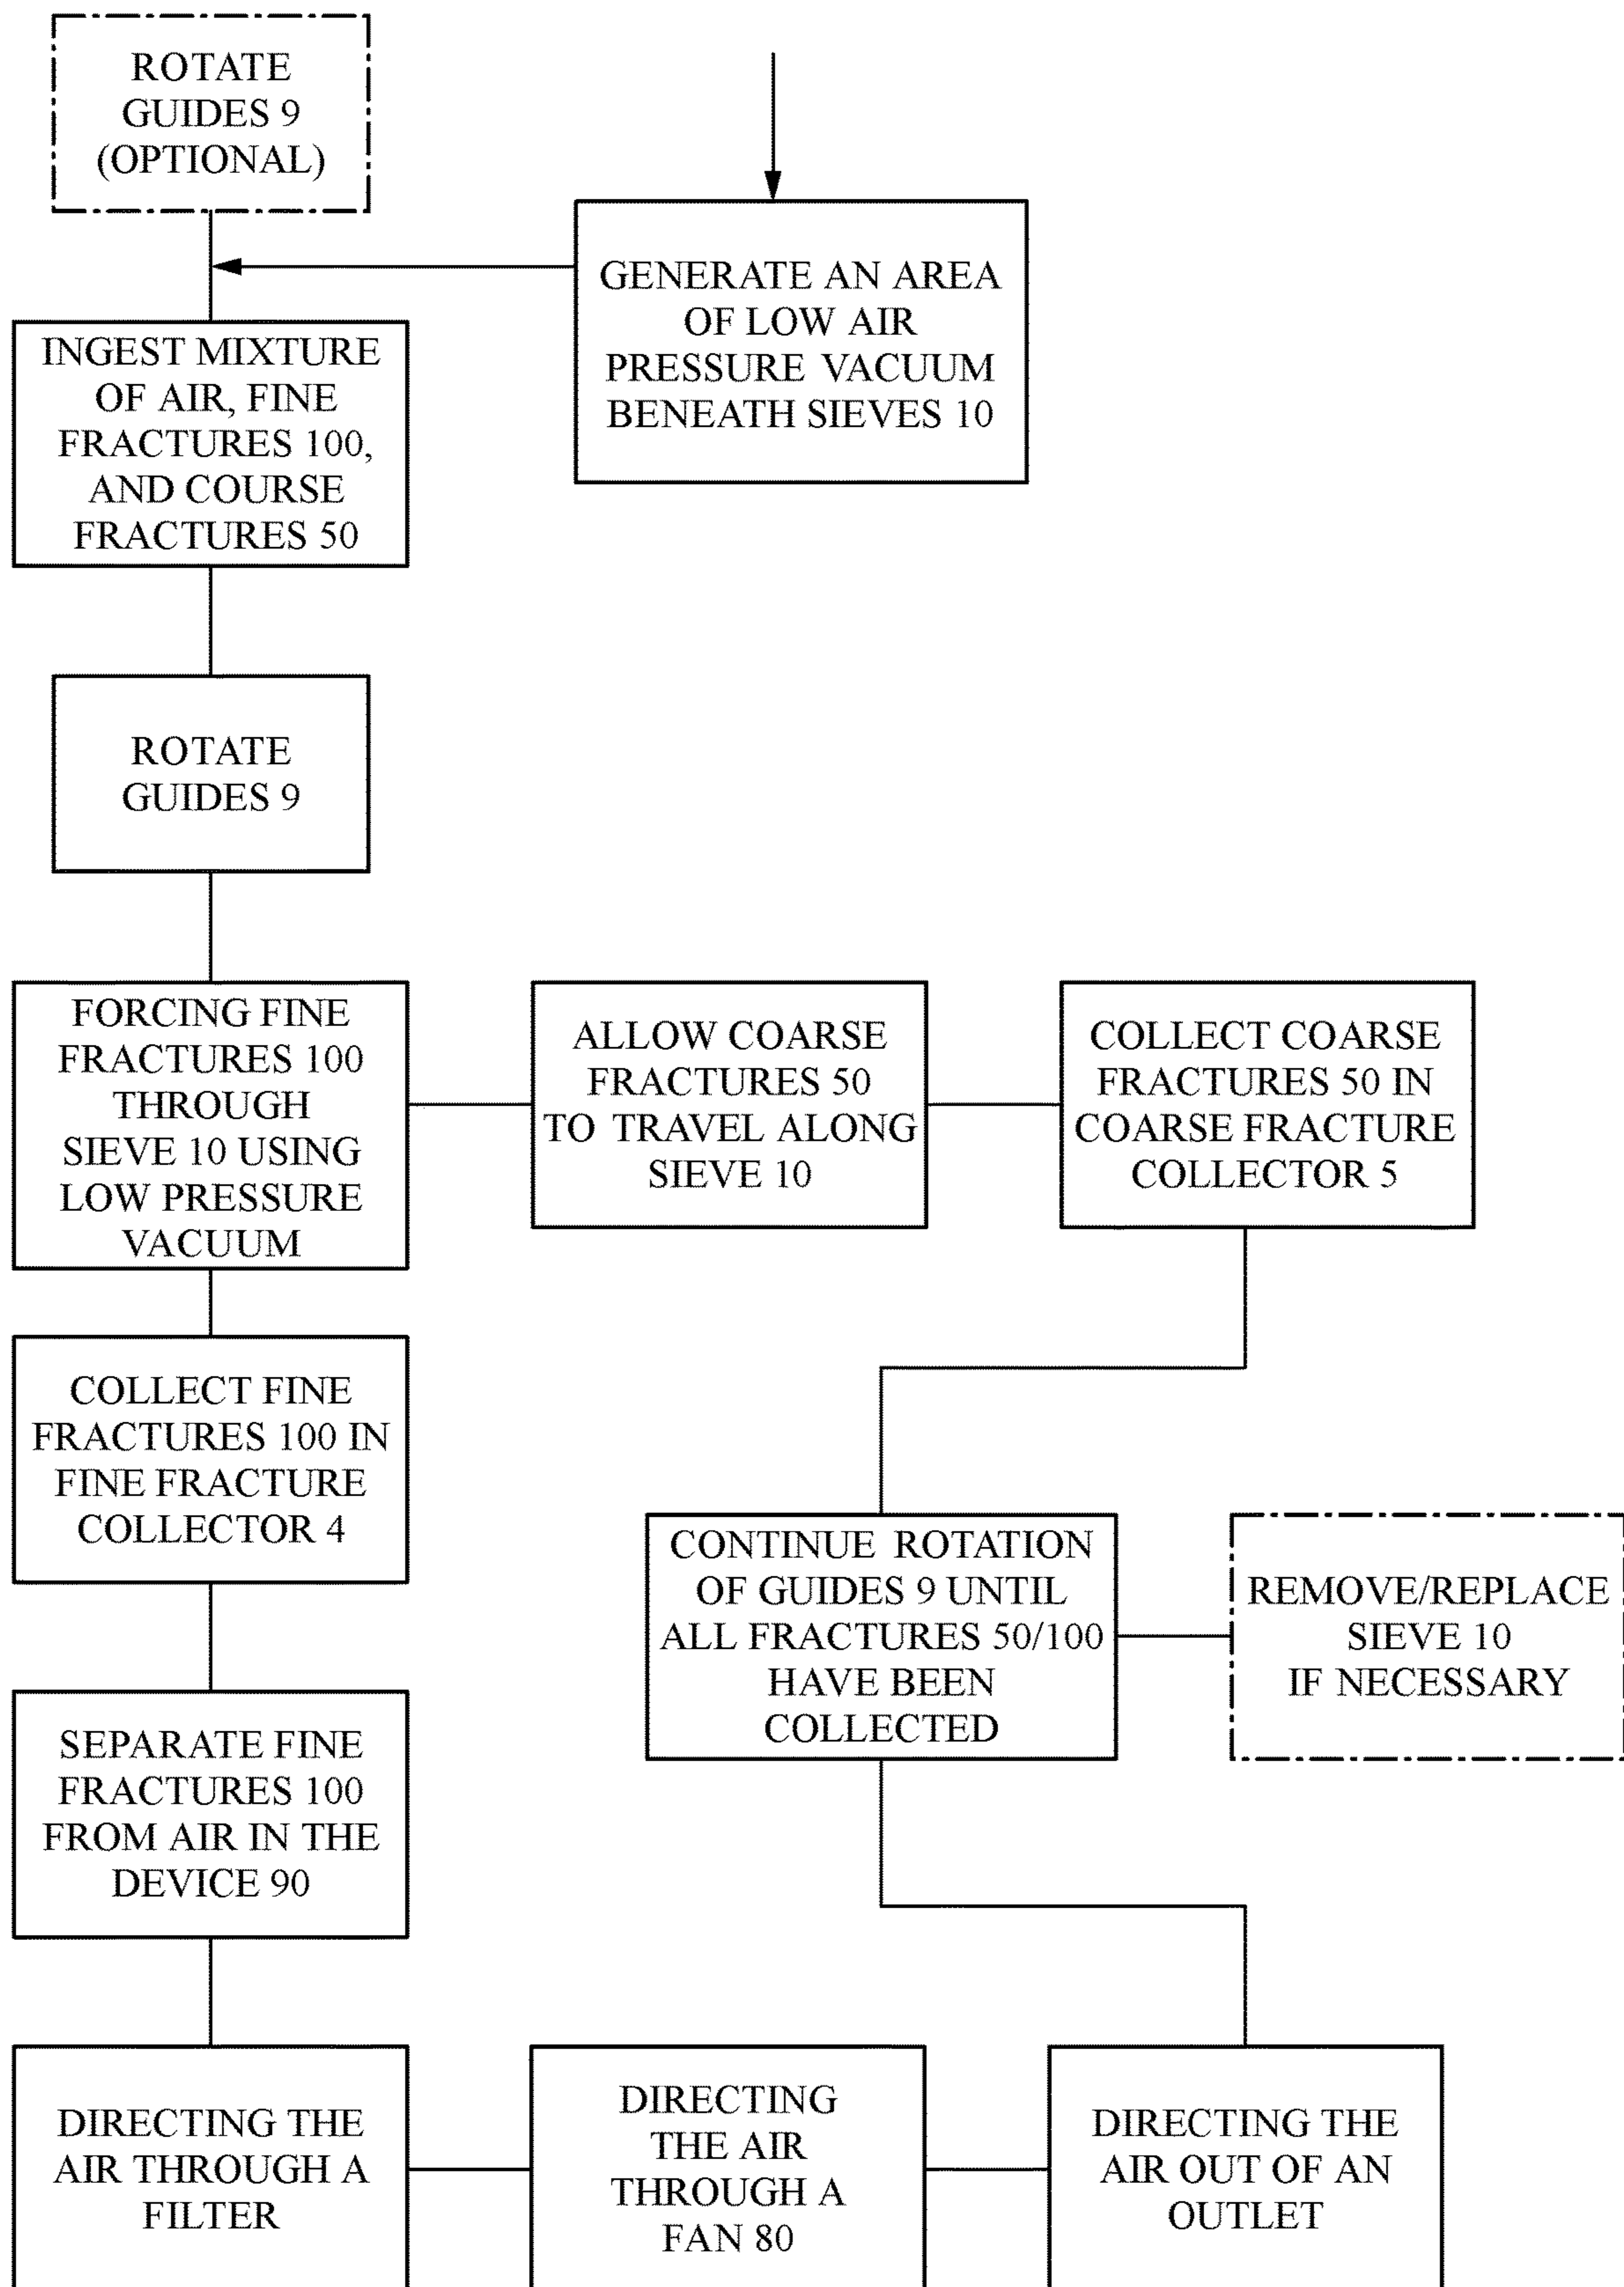 ROTATE
GUIDES 9
(OPTIONAL)
GENERATE AN AREA
OF LOW AIR
PRESSURE VACUUM
BENEATH SIEVES 10
INGEST MIXTURE
OF AIR, FINE
FRACTURES 100,
AND COURSE
FRACTURES 50
ROTATE
GUIDES 9
FORCING FINE
FRACTURES 100
THROUGH
SIEVE 10 USING
LOW PRESSURE
VACUUM
ALLOW COARSE
FRACTURES 50
TO TRAVEL ALONG
SIEVE 10
COLLECT COARSE
FRACTURES 50 IN
COARSE FRACTURE
COLLECTOR 5
COLLECT FINE
FRACTURES 100 IN
FINE FRACTURE
COLLECTOR 4
CONTINUE ROTATION
OF GUIDES 9 UNTIL
ALL FRACTURES 50/100
HAVE BEEN
COLLECTED
REMOVE/REPLACE
SIEVE 10
IF NECESSARY
SEPARATE FINE
FRACTURES 100
FROM AIR IN THE
DEVICE 90
DIRECTING THE
AIR THROUGH A
FILTER
DIRECTING
THE AIR
THROUGH A
FAN 80
DIRECTING THE
AIR OUT OF AN
OUTLET